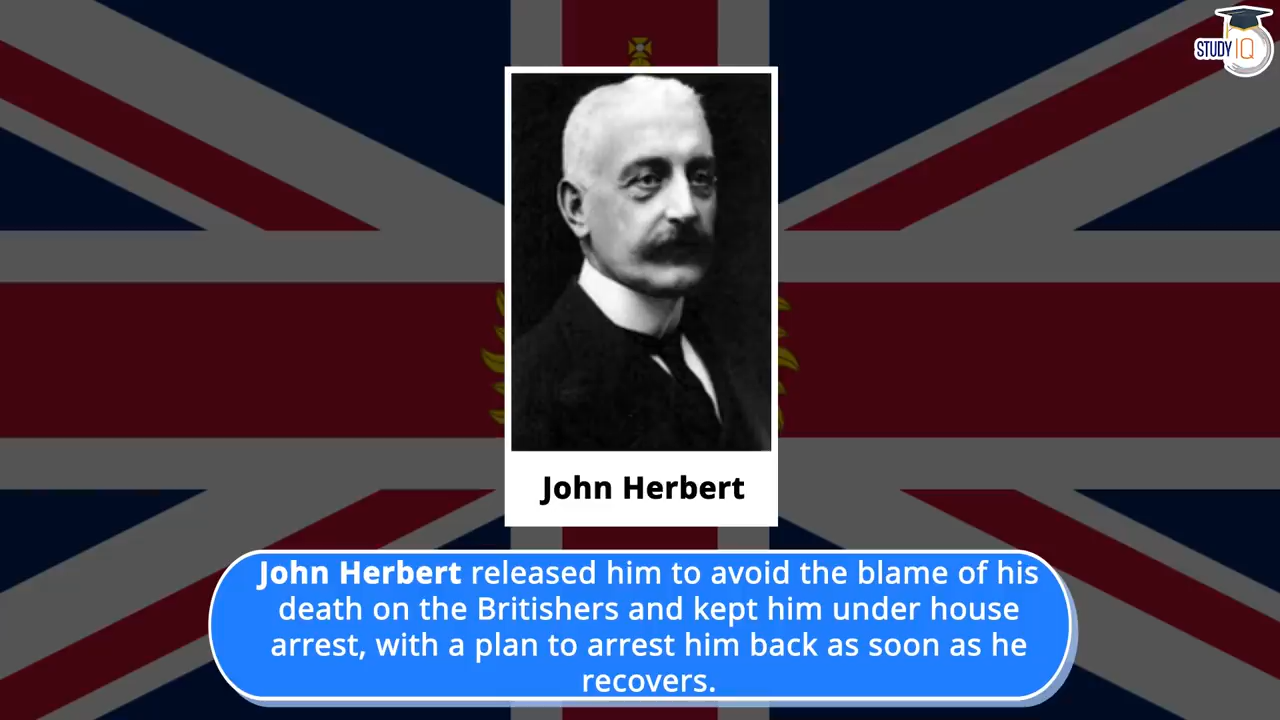 STUDY IQ
John Herbert
John Herbert released him to avoid the blame of his
death on the Britishers and kept him under house
arrest, with a plan to arrest him back as soon as he
recovers.